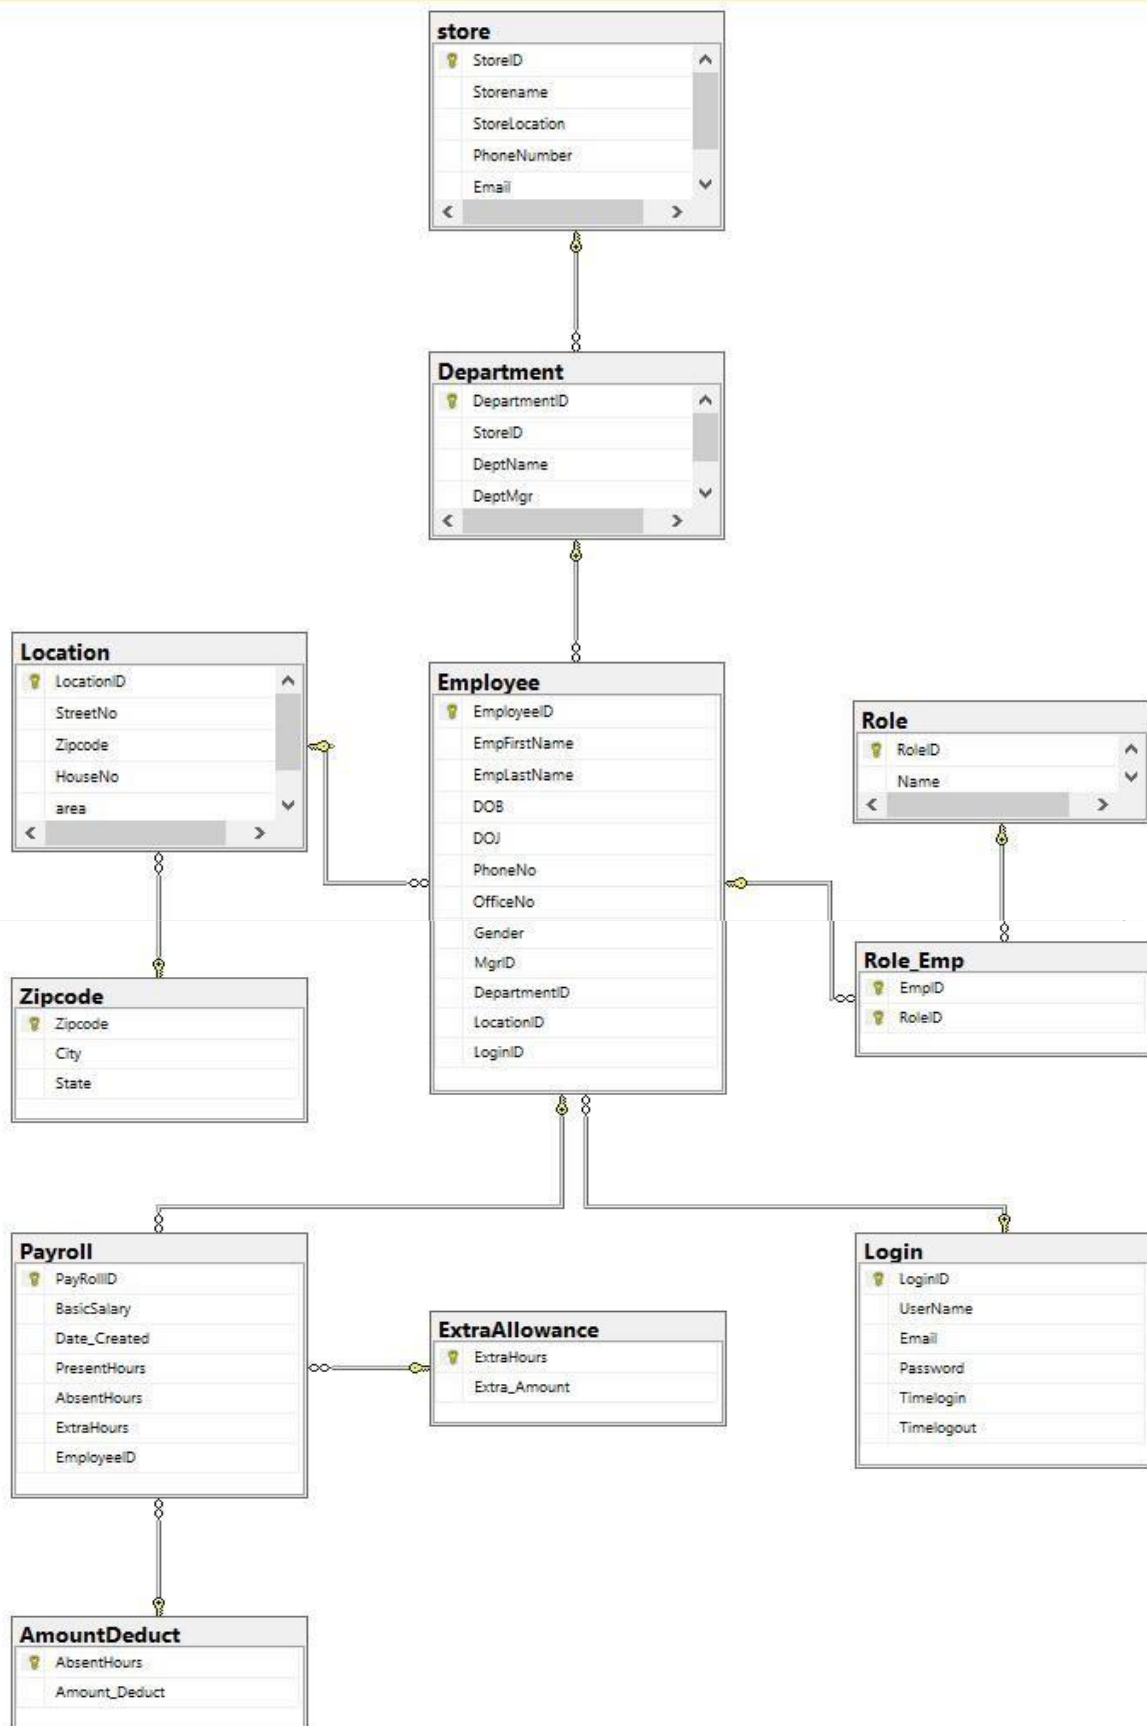 store
StoreID
Storename
StoreLocation
PhoneNumber
Email
Department
DepartmentID
StoreID
DeptName
DeptMgr
Location
LocationID
StreetNo
Zipcode
HouseNo
area
Employee
EmployeeID
EmpFirstName
EmpLastName
DOB
DOJ
PhoneNo
OfficeNo
Gender
MgrID
DepartmentID
LocationID
LoginID
Role
RoleID
Name
Role_Emp
EmpID
RoleID
Zipcode
Zipcode
City
State
Payroll
PayRollID
BasicSalary
Date_Created
PresentHours
AbsentHours
ExtraHours
EmployeeID
ExtraAllowance
ExtraHours
Extra_Amount
Login
LoginID
UserName
Email
Password
Timelogin
Timelogout
AmountDeduct
AbsentHours
Amount_Deduct